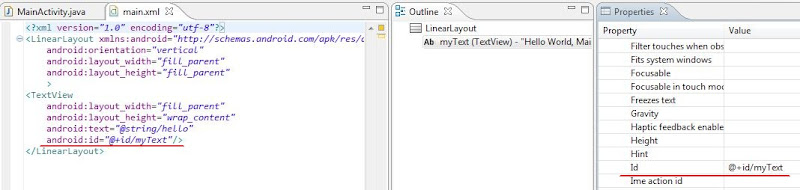 MainActivity.java
main.xml
<?xml version="1.0" encoding="utf-8"?>
<LinearLayout xmlns:android="http://schemas.android.com/apk/res/
android:orientation="vertical"
android:layout_width="fill_parent"
android:layout_height="fill_parent"
>
<TextView
android:layout_width="fill_parent"
android:layout_height="wrap_content"
android:text="@string/hello"
android:id="@+id/myText"/>
</LinearLayout>
Outline
LinearLayout
Ab myText (TextView) - "Hello World, Mai
Properties
Property Value
Filter touches when obs
Fits system windows
Focusable
Focusable in touch moc
Freezes text
Gravity
Haptic feedback enable
Height
Hint
Id @+id/myText
Ime action id